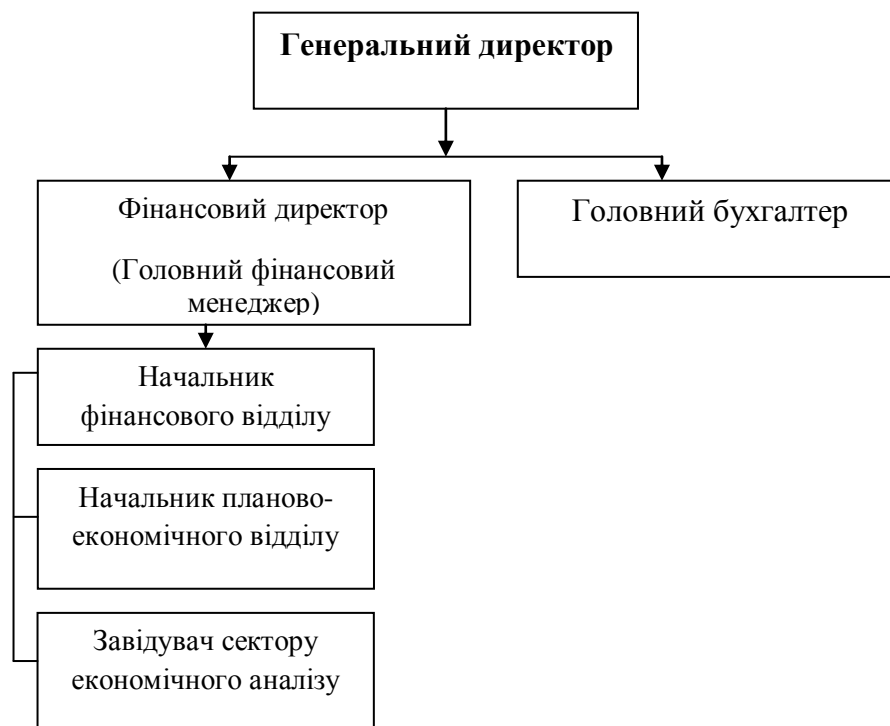 Генеральний директор
Фінансовий директор
(Головний фінансовий
менеджер)
Головний бухгалтер
Начальник
фінансового відділу
Начальник планово-
економічного відділу
Завідувач сектору
економічного аналізу